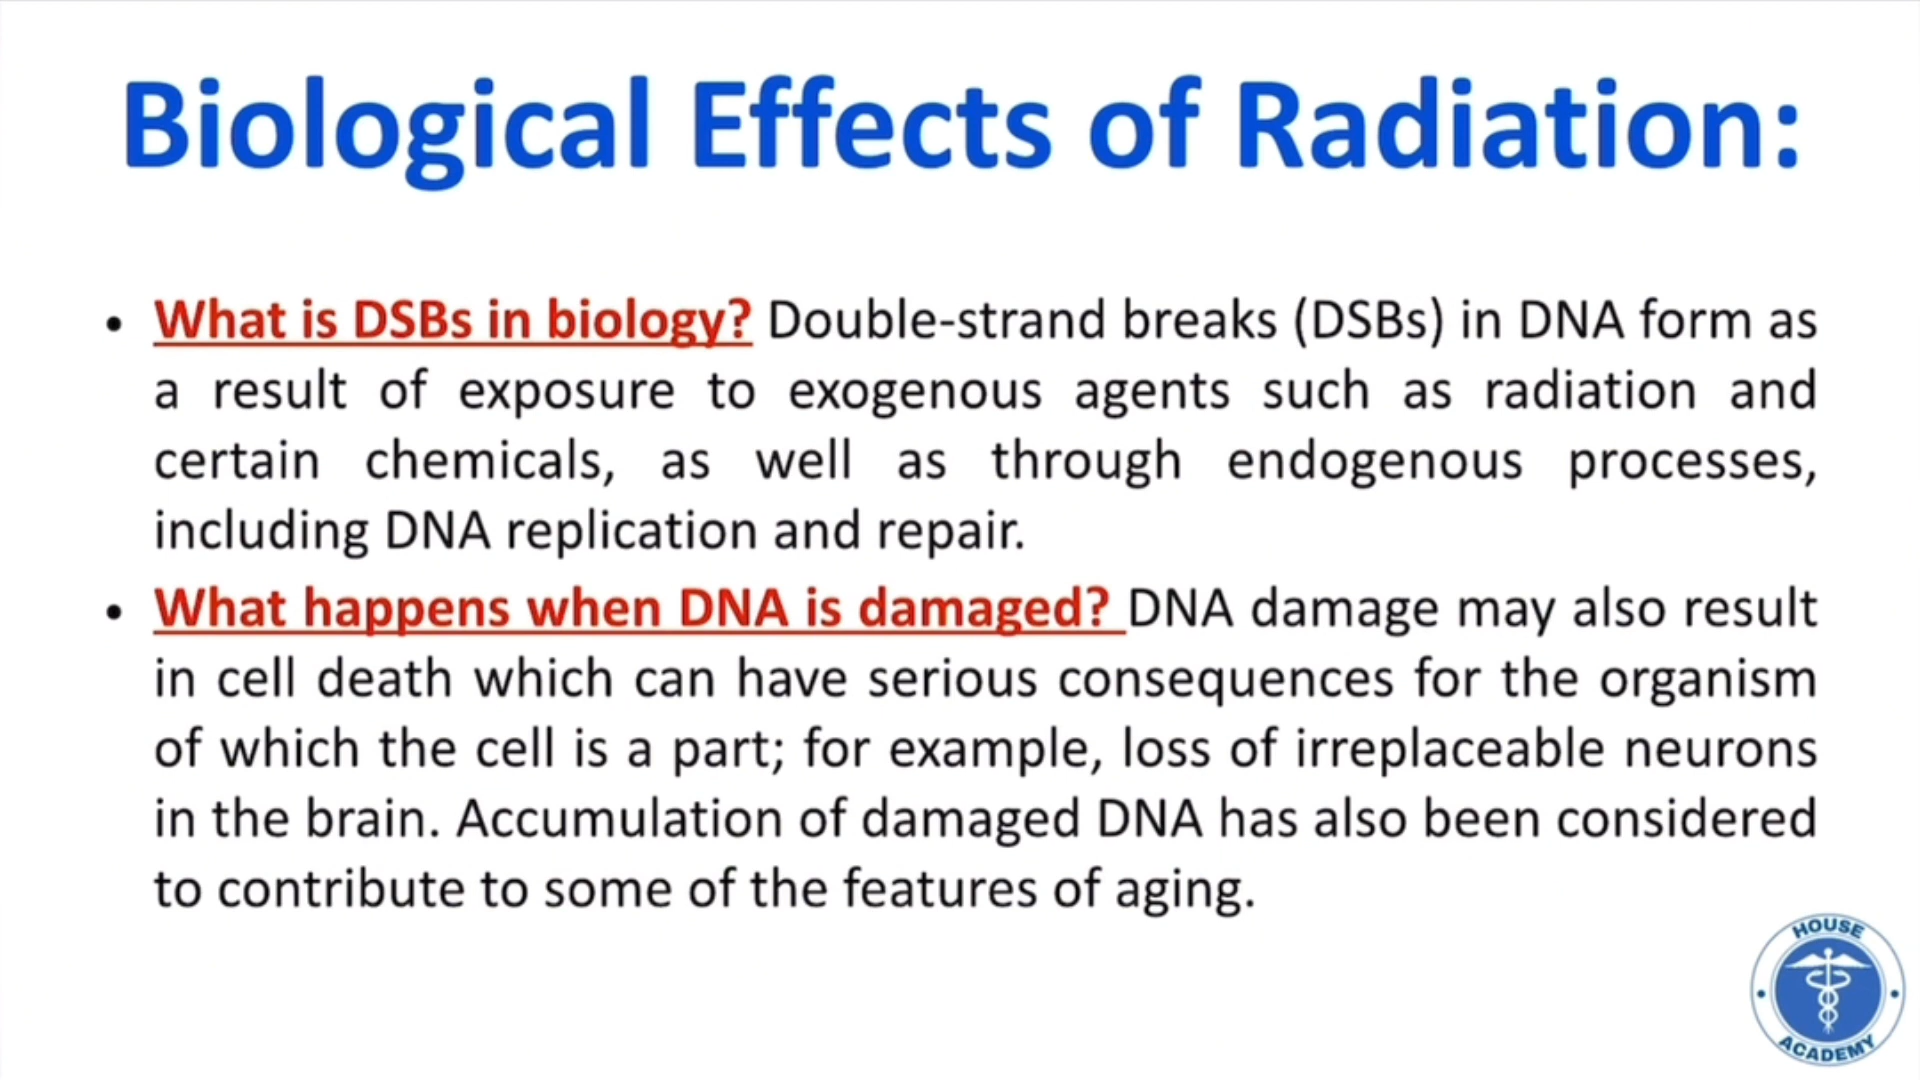 Biological Effects of Radiation:
• What is DSBs in biology? Double-strand breaks (DSBs) in DNA form as
a result of exposure to exogenous agents such as radiation and
certain chemicals, as well as through endogenous processes,
including DNA replication and repair.
• What happens when DNA is damaged? DNA damage may also result
in cell death which can have serious consequences for the organism
of which the cell is a part; for example, loss of irreplaceable neurons
in the brain. Accumulation of damaged DNA has also been considered
to contribute to some of the features of aging.
HOUSE
ACADEMY